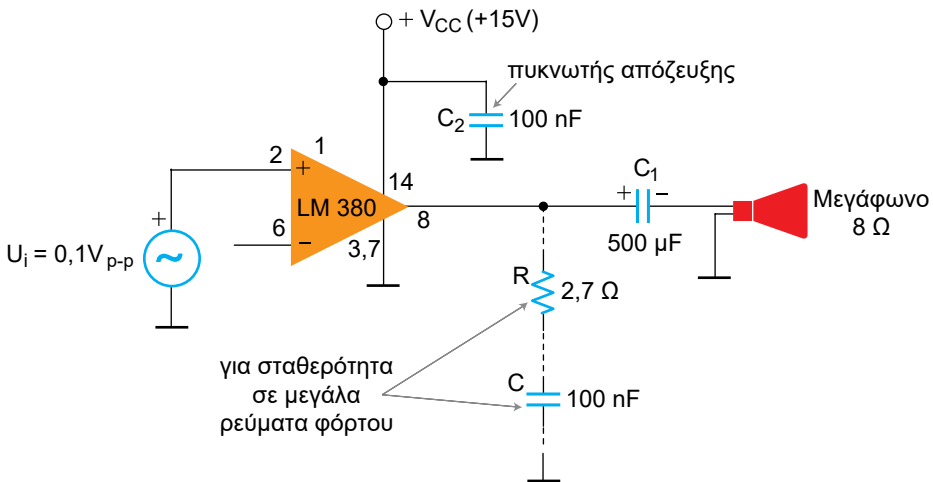 + V_CC (+15V)
πυκνωτής απόζευξης
C_2 100 nF
2
1
+
14
LM 380
8
6
−
3,7
+
U_i = 0,1V_p-p
~
C_1
+ −
500 μF
Μεγάφωνο
8 Ω
R
2,7 Ω
για σταθερότητα
σε μεγάλα
ρεύματα φόρτου
C
100 nF